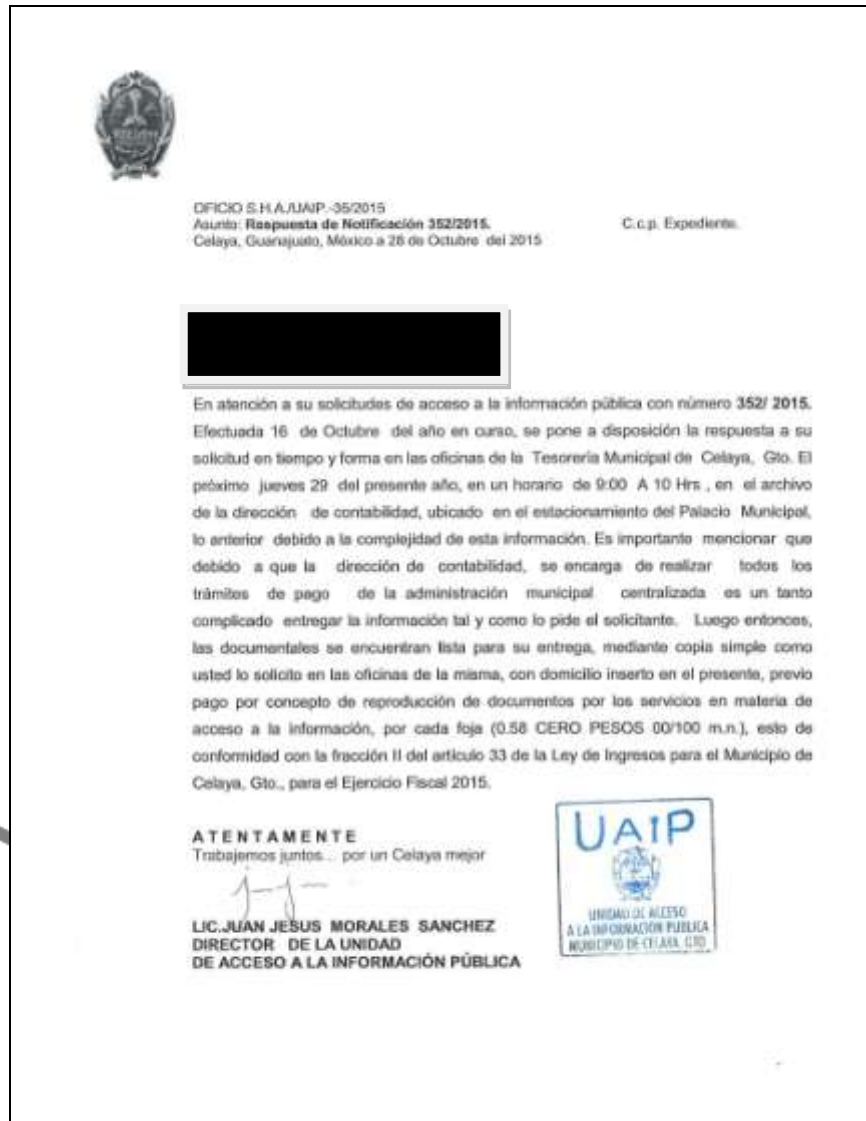 OFICIO S.H.A./UAIP.-35/2015
Asunto: Respuesta de Notificación 352/2015. C.c.p. Expediente.
Celaya, Guanajuato, México a 28 de Octubre del 2015
En atención a su solicitudes de acceso a la información pública con número 352/ 2015.
Efectuada 16 de Octubre del año en curso, se pone a disposición la respuesta a su
solicitud en tiempo y forma en las oficinas de la Tesorería Municipal de Celaya, Gto. El
próximo jueves 29 del presente año, en un horario de 9:00 A 10 Hrs , en el archivo
de la dirección de contabilidad, ubicado en el estacionamiento del Palacio Municipal,
lo anterior debido a la complejidad de esta información. Es importante mencionar que
debido a que la dirección de contabilidad, se encarga de realizar todos los
trámites de pago de la administración municipal centralizada es un tanto
complicado entregar la información tal y como lo pide el solicitante. Luego entonces,
las documentales se encuentran lista para su entrega, mediante copia simple como
usted lo solicito en las oficinas de la misma, con domicilio inserto en el presente, previo
pago por concepto de reproducción de documentos por los servicios en materia de
acceso a la información, por cada foja (0.58 CERO PESOS 00/100 m.n.), esto de
conformidad con la fracción II del artículo 33 de la Ley de Ingresos para el Municipio de
Celaya, Gto., para el Ejercicio Fiscal 2015.
A T E N T A M E N T E
Trabajemos juntos... por un Celaya mejor
LIC.JUAN JESUS MORALES SANCHEZ
DIRECTOR DE LA UNIDAD
DE ACCESO A LA INFORMACIÓN PÚBLICA
UAIP
UNIDAD DE ACCESO
A LA INFORMACIÓN PÚBLICA
MUNICIPIO DE CELAYA, GTO